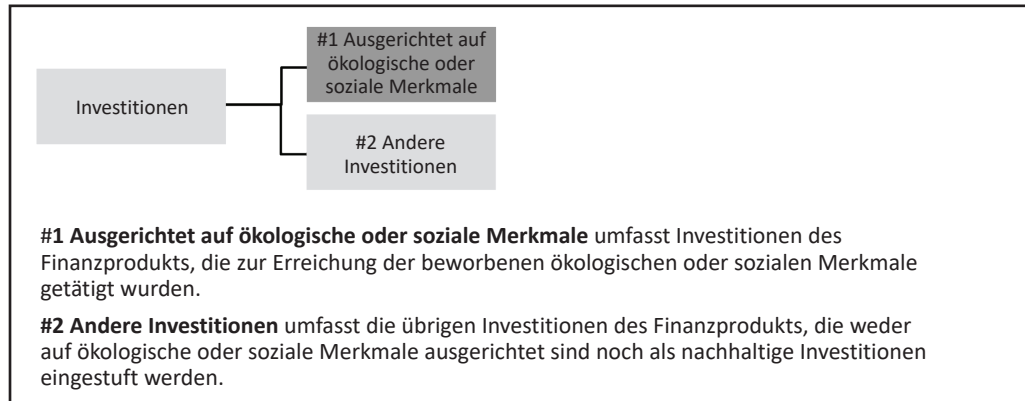 #1 Ausgerichtet auf
ökologische oder
soziale Merkmale
Investitionen
#2 Andere
Investitionen
#1 Ausgerichtet auf ökologische oder soziale Merkmale umfasst Investitionen des
Finanzprodukts, die zur Erreichung der beworbenen ökologischen oder sozialen Merkmale
getätigt wurden.
#2 Andere Investitionen umfasst die übrigen Investitionen des Finanzprodukts, die weder
auf ökologische oder soziale Merkmale ausgerichtet sind noch als nachhaltige Investitionen
eingestuft werden.